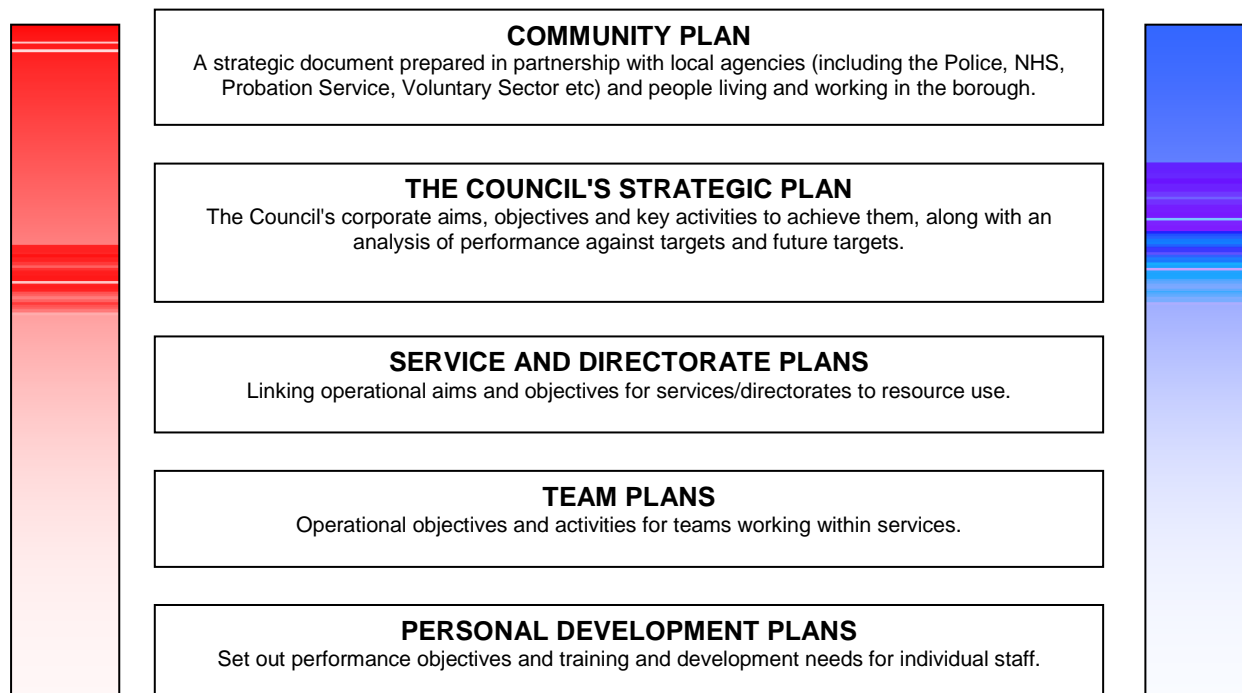 COMMUNITY PLAN
A strategic document prepared in partnership with local agencies (including the Police, NHS,
Probation Service, Voluntary Sector etc) and people living and working in the borough.
THE COUNCIL'S STRATEGIC PLAN
The Council's corporate aims, objectives and key activities to achieve them, along with an
analysis of performance against targets and future targets.
SERVICE AND DIRECTORATE PLANS
Linking operational aims and objectives for services/directorates to resource use.
TEAM PLANS
Operational objectives and activities for teams working within services.
PERSONAL DEVELOPMENT PLANS
Set out performance objectives and training and development needs for individual staff.